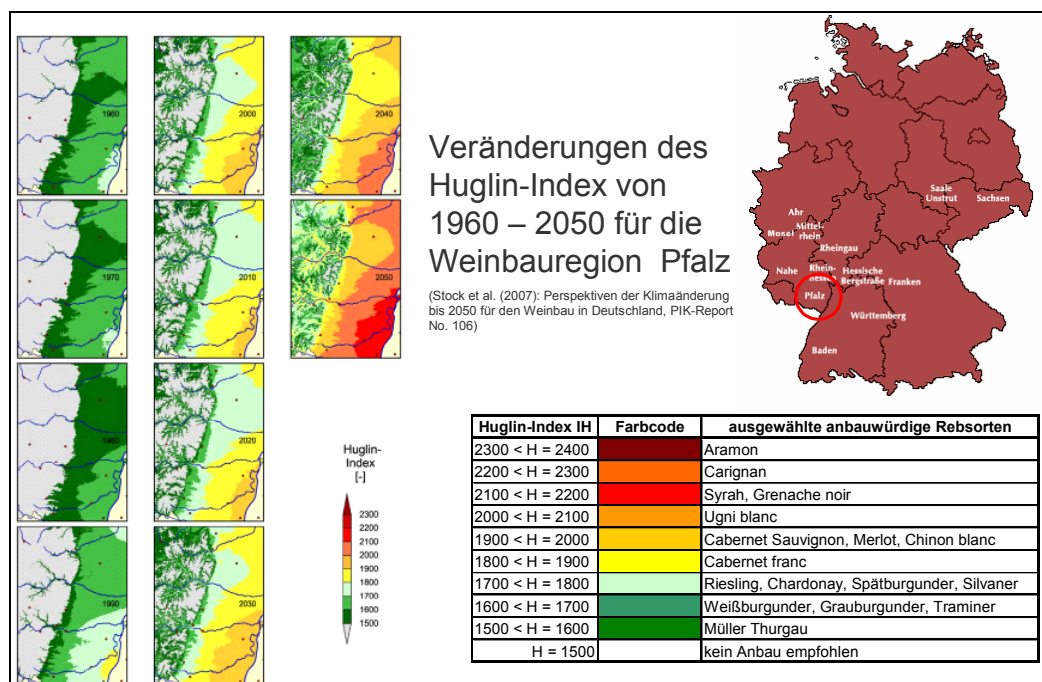 1960
2000
2040
1970
2010
2050
1980
2020
1990
2030
Veränderungen des
Huglin-Index von
1960 – 2050 für die
Weinbauregion Pfalz
(Stock et al. (2007): Perspektiven der Klimaänderung
bis 2050 für den Weinbau in Deutschland, PIK-Report
No. 106)
Huglin-
Index
[-]
2300
2200
2100
2000
1900
1800
1700
1600
1500
Saale
Unstrut
Sachsen
Ahr
Mittel-
rhein
Mosel
Rheingau
Nahe
Rhein-
hessen
Hessische
Bergstraße
Franken
Pfalz
Württemberg
Baden
Huglin-Index IH Farbcode ausgewählte anbauwürdige Rebsorten
2300 < H = 2400 Aramon
2200 < H = 2300 Carignan
2100 < H = 2200 Syrah, Grenache noir
2000 < H = 2100 Ugni blanc
1900 < H = 2000 Cabernet Sauvignon, Merlot, Chinon blanc
1800 < H = 1900 Cabernet franc
1700 < H = 1800 Riesling, Chardonay, Spätburgunder, Silvaner
1600 < H = 1700 Weißburgunder, Grauburgunder, Traminer
1500 < H = 1600 Müller Thurgau
H = 1500 kein Anbau empfohlen